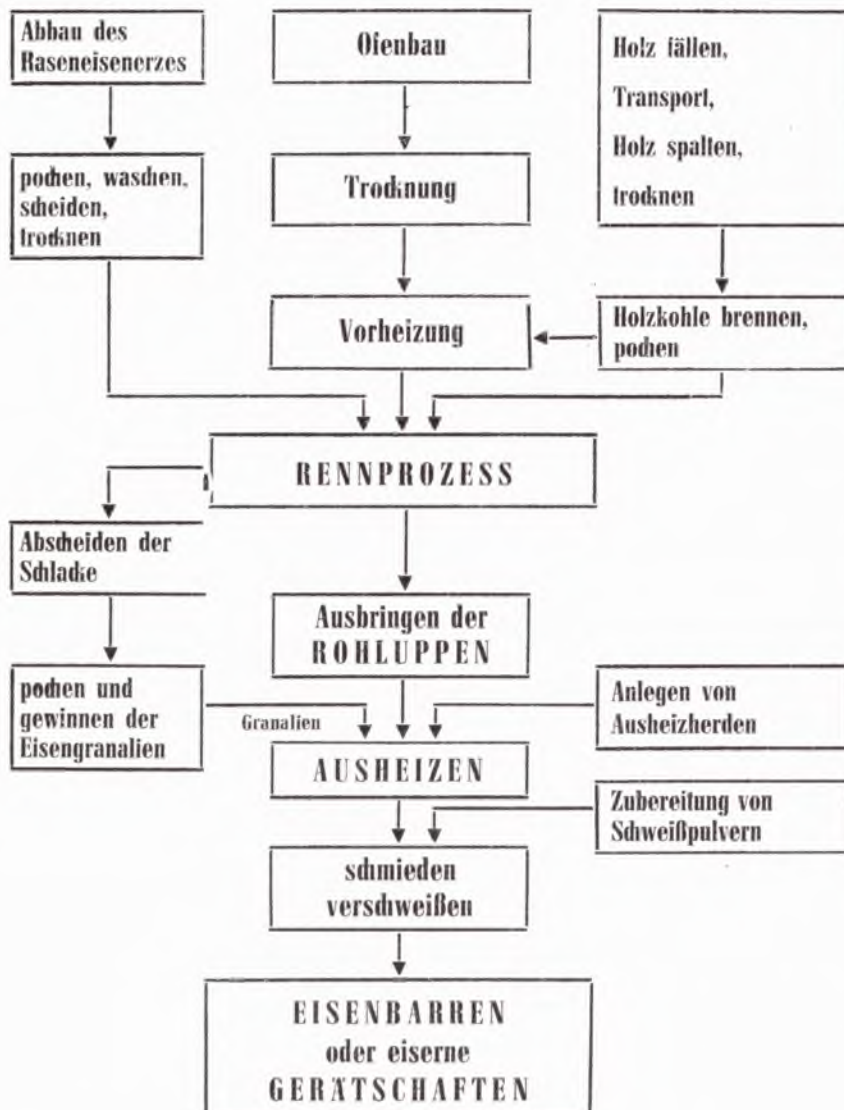 Abbau des
Raseneisenerzes
Ofenbau
Holz fällen,
Transport,
Holz spalten,
trocknen
pochen, waschen,
scheiden,
trocknen
Trocknung
Vorheizung
Holzkohle brennen,
pochen
RENNPROZESS
Abscheiden der
Schlacke
Ausbringen der
ROHLUPPEN
pochen und
gewinnen der
Eisengranalien
Granalien
Anlegen von
Ausheizherden
AUSHEIZEN
Zubereitung von
Schweißpulvern
schmieden
verschweißen
EISENBARREN
oder eiserne
GERÄTSCHAFTEN